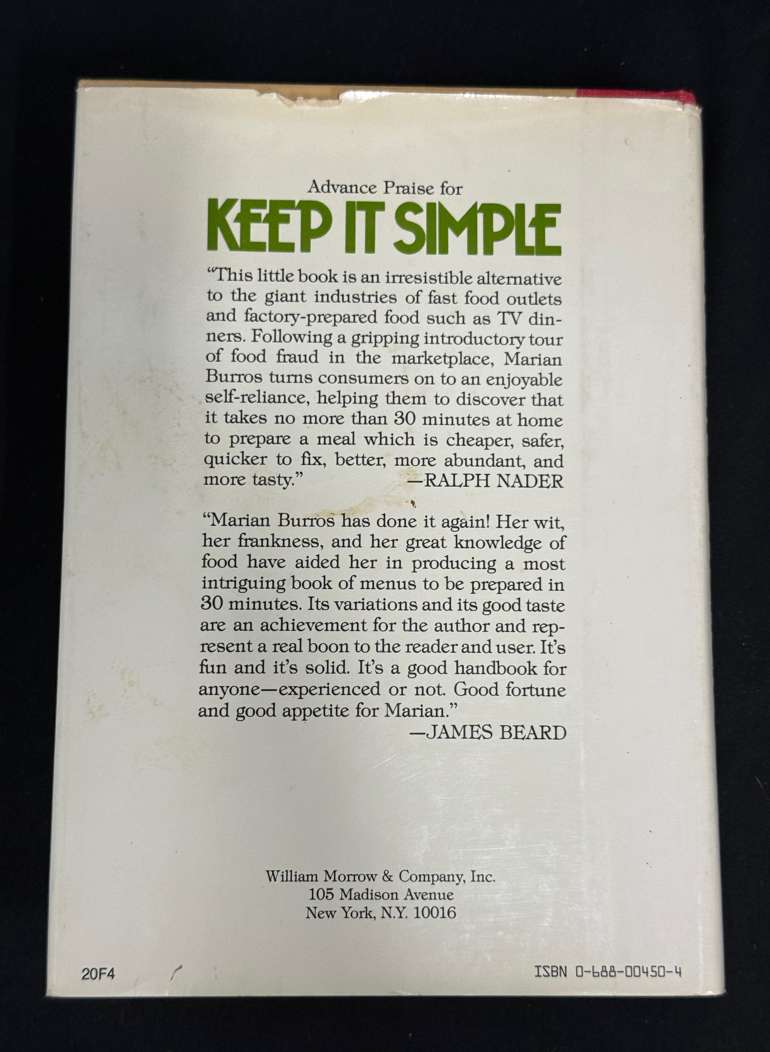 Advance Praise for
KEEP IT SIMPLE
“This little book is an irresistible alternative
to the giant industries of fast food outlets
and factory-prepared food such as TV din-
ners. Following a gripping introductory tour
of food fraud in the marketplace, Marian
Burros turns consumers on to an enjoyable
self-reliance, helping them to discover that
it takes no more than 30 minutes at home
to prepare a meal which is cheaper, safer,
quicker to fix, better, more abundant, and
more tasty.” —RALPH NADER
“Marian Burros has done it again! Her wit,
her frankness, and her great knowledge of
food have aided her in producing a most
intriguing book of menus to be prepared in
30 minutes. Its variations and its good taste
are an achievement for the author and rep-
resent a real boon to the reader and user. It’s
fun and it’s solid. It’s a good handbook for
anyone—experienced or not. Good fortune
and good appetite for Marian.”
—JAMES BEARD
William Morrow & Company, Inc.
105 Madison Avenue
New York, N.Y. 10016
20F4 ISBN 0-688-00450-4